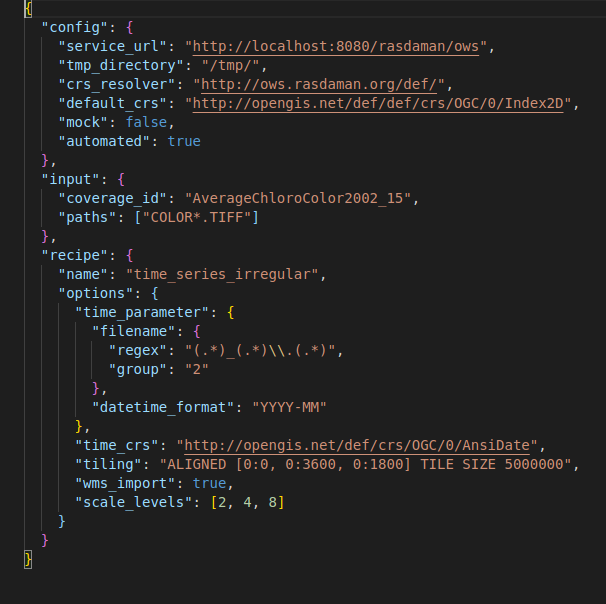 {
  "config": {
    "service_url": "http://localhost:8080/rasdaman/ows",
    "tmp_directory": "/tmp/",
    "crs_resolver": "http://ows.rasdaman.org/def/",
    "default_crs": "http://opengis.net/def/def/crs/OGC/0/Index2D",
    "mock": false,
    "automated": true
  },
  "input": {
    "coverage_id": "AverageChloroColor2002_15",
    "paths": ["COLOR*.TIFF"]
  },
  "recipe": {
    "name": "time_series_irregular",
    "options": {
      "time_parameter": {
        "filename": {
          "regex": "(.*)_(.*)\\.(.*)",
          "group": "2"
        },
        "datetime_format": "YYYY-MM"
      },
      "time_crs": "http://opengis.net/def/crs/OGC/0/AnsiDate",
      "tiling": "ALIGNED [0:0, 0:3600, 0:1800] TILE SIZE 5000000",
      "wms_import": true,
      "scale_levels": [2, 4, 8]
    }
  }
}